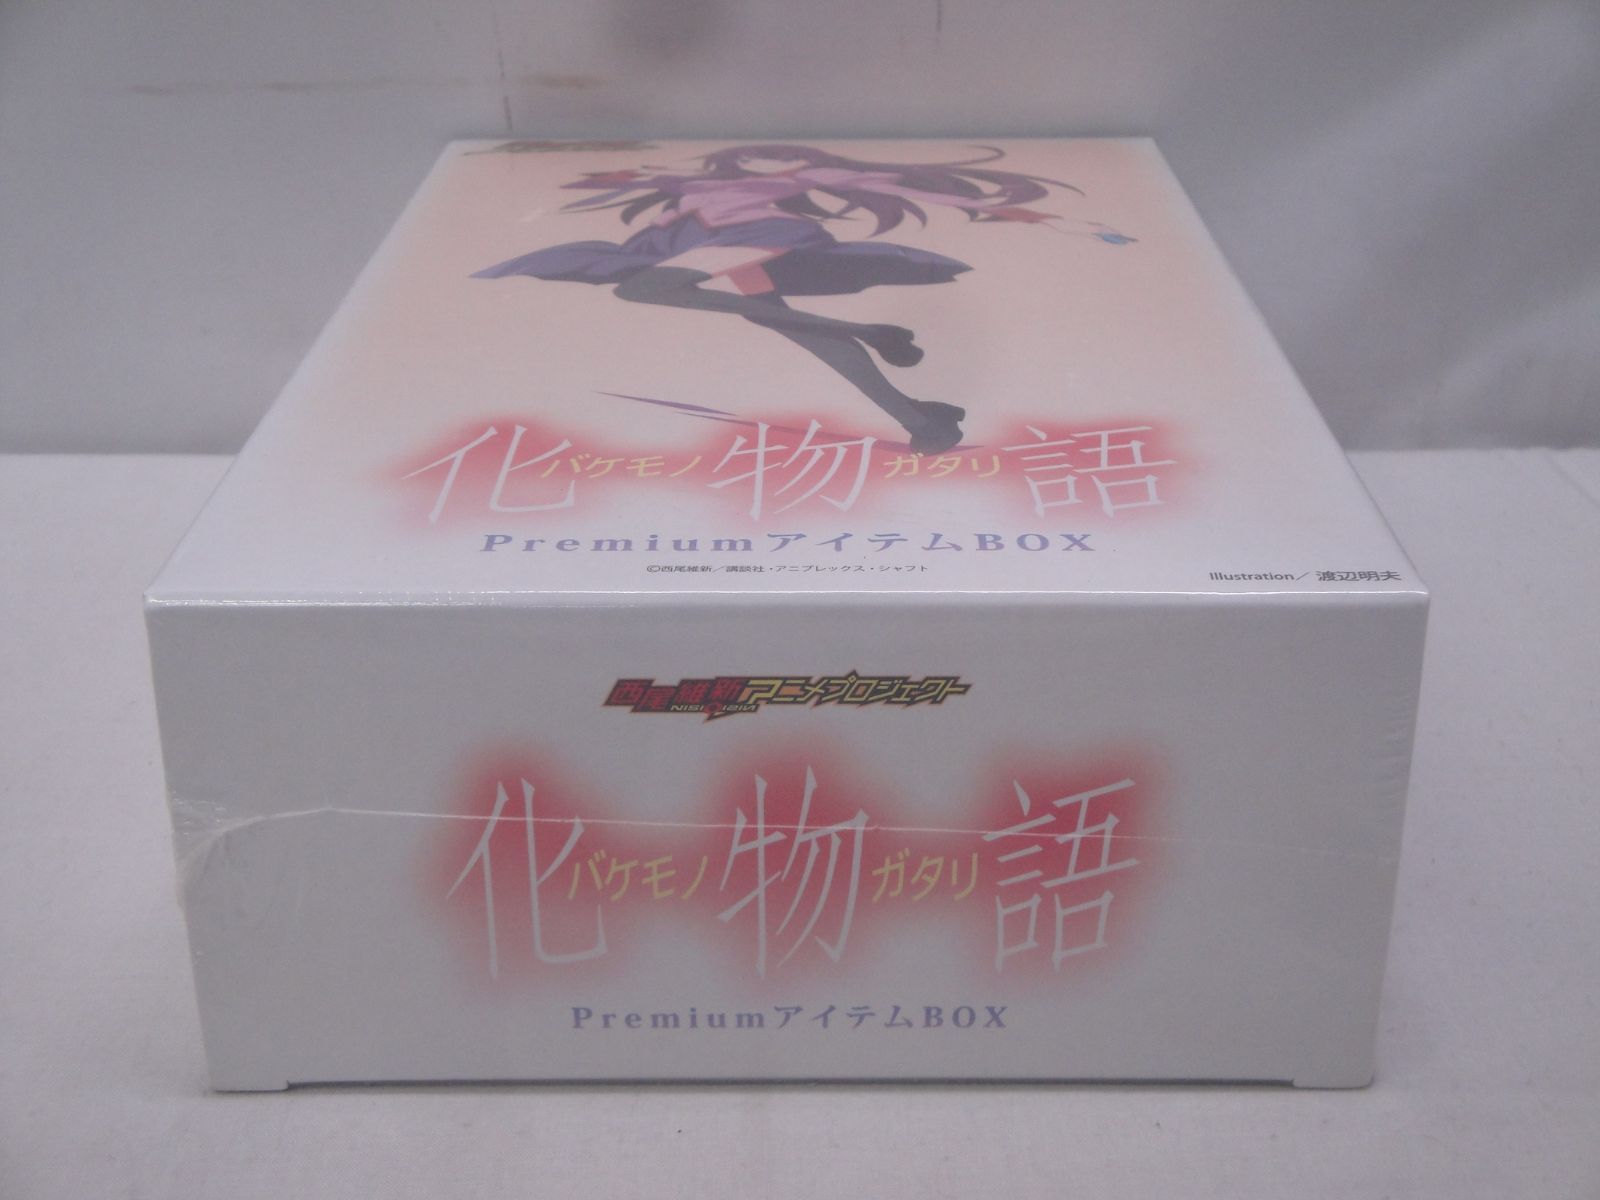 化バケモノ物ガタリ語
PremiumアイテムBOX
©西尾維新／講談社・アニプレックス・シャフト
Illustration／ 渡辺明夫
西尾維新アニメプロジェクト
NISIOISIN
化バケモノ物ガタリ語
PremiumアイテムBOX